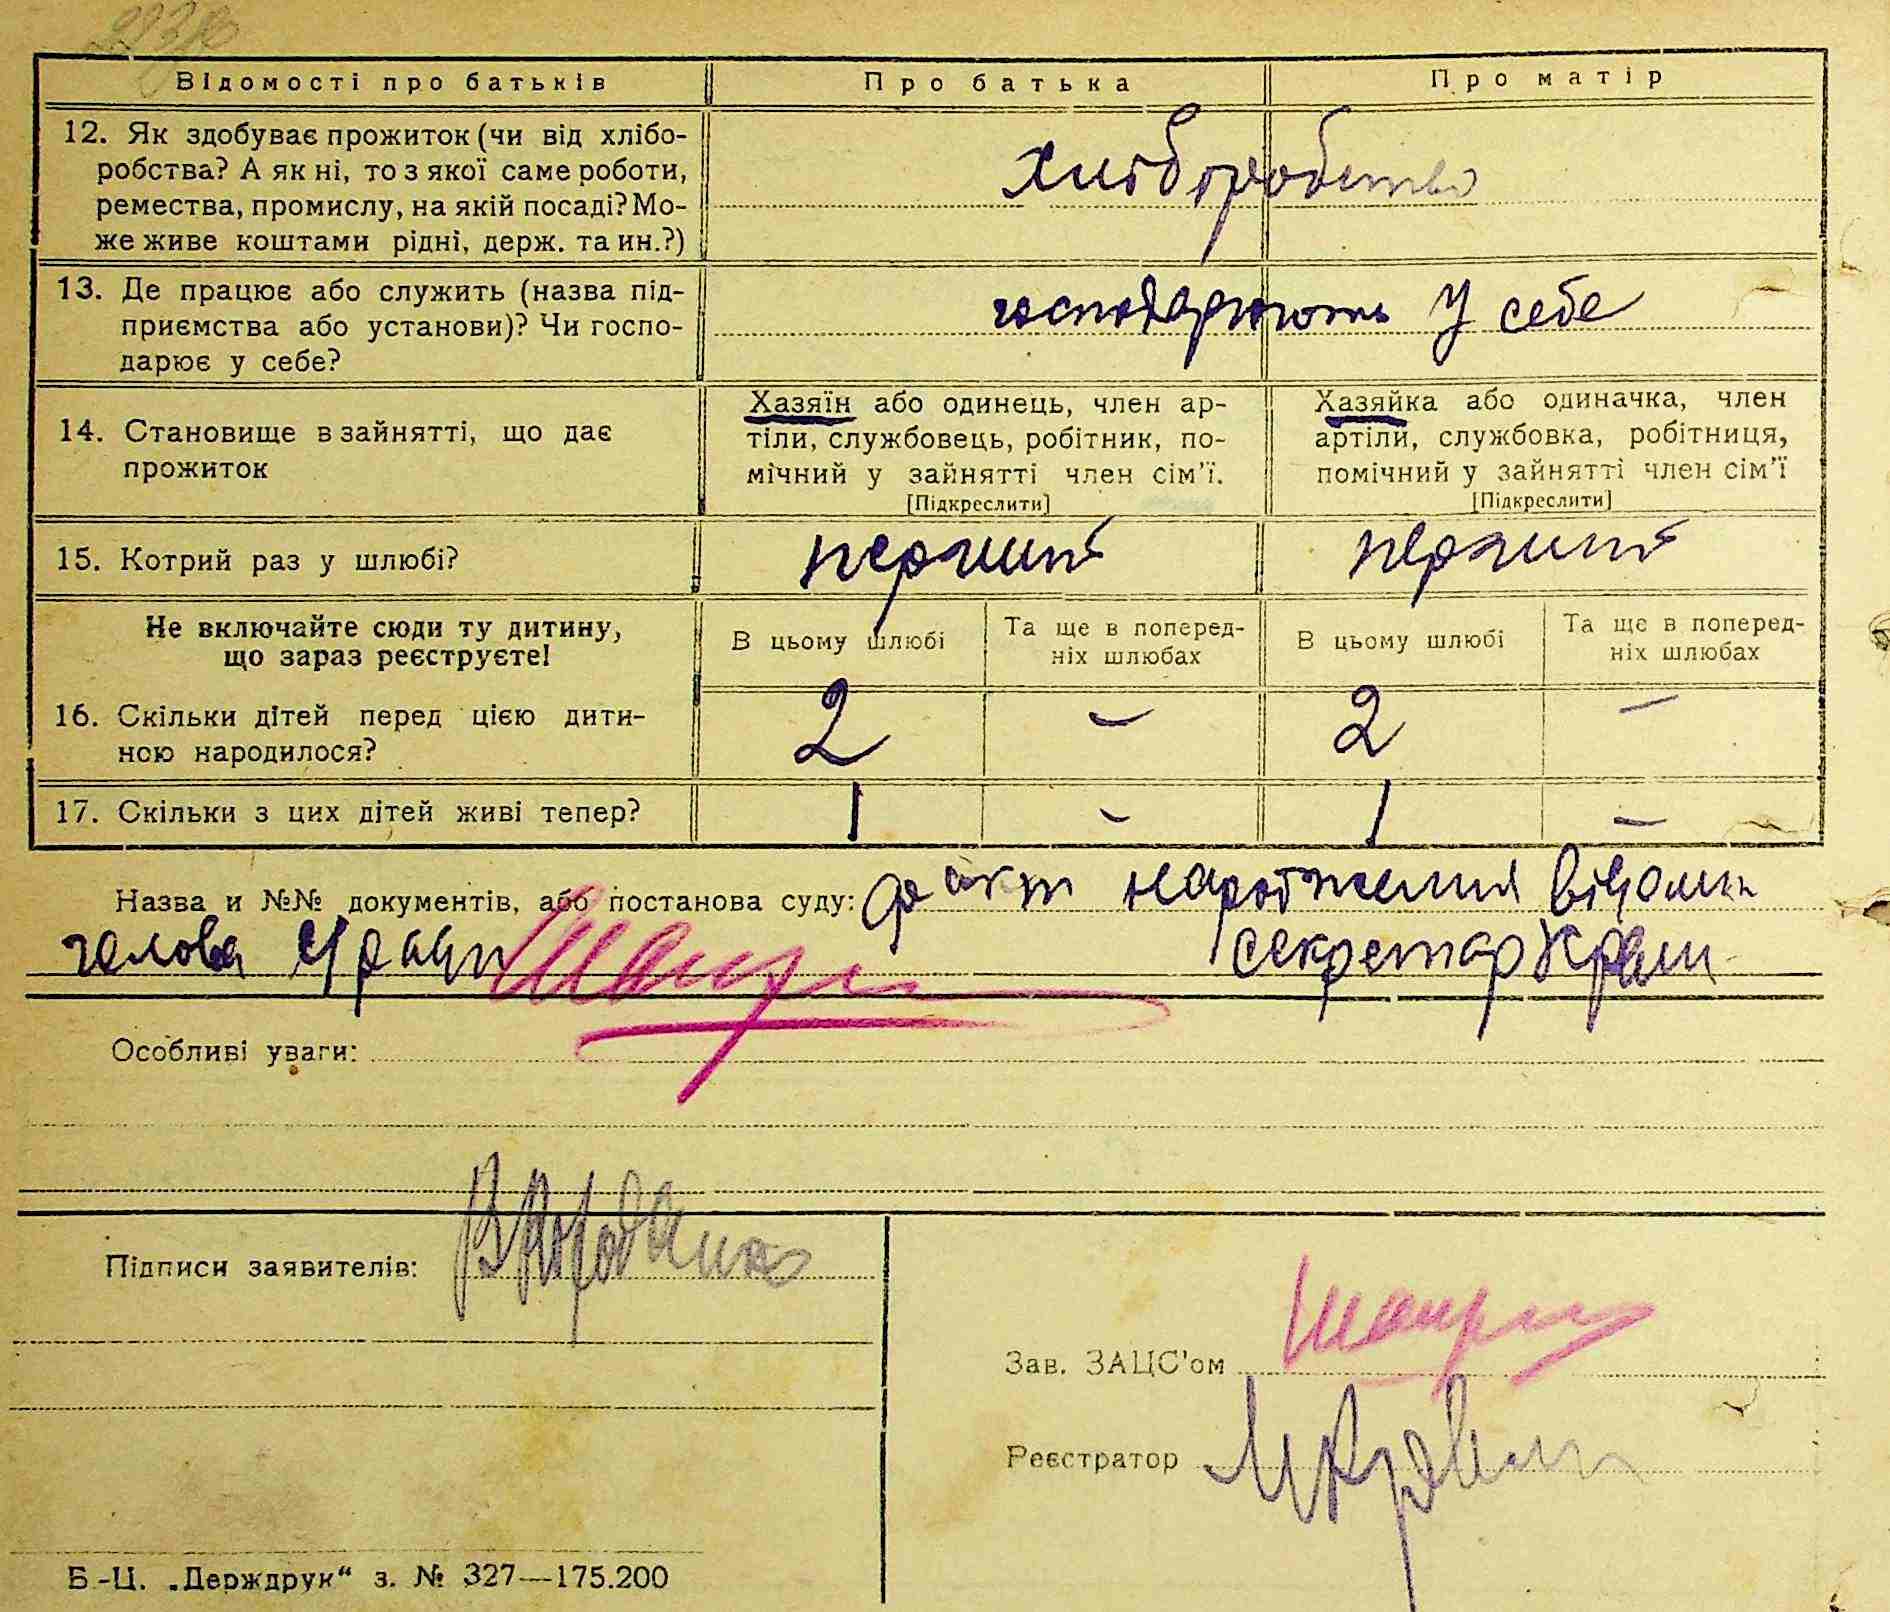 Відомості про батьків Про батька Про матір
12. Як здобуває прожиток (чи від хлібо-
робства? А як ні, то з якої саме роботи,
ремества, промислу, на якій посаді? Мо-
же живе коштами рідні, держ. та ин.?)
хліборобство
13. Де працює або служить (назва під-
приємства або установи)? Чи госпо-
дарює у себе?
господарюють у себе
14. Становище в зайнятті, що дає
прожиток
Хазяїн або одинець, член ар-
тіли, службовець, робітник, по-
мічний у зайнятті член сім'ї.
[Підкреслити]
Хазяйка або одиначка, член
артіли, службовка, робітниця,
помічний у зайнятті член сім'ї
[Підкреслити]
15. Котрий раз у шлюбі? перший перший
Не включайте сюди ту дитину,
що зараз реєструєте!
В цьому шлюбі
Та ще в поперед-
ніх шлюбах
В цьому шлюбі
Та ще в поперед-
ніх шлюбах
16. Скільки дітей перед цією дити-
ною народилося?
2 – 2 –
17. Скільки з цих дітей живі тепер? 1 – 1 –
Назва и №№ документів, або постанова суду: факт народження відомий
голова с/ради секретар
Особливі уваги:
Підписи заявителів:
Зав. ЗАЦС'ом
Реєстратор
Б.-Ц. „Держдрук“ з. № 327—175.200